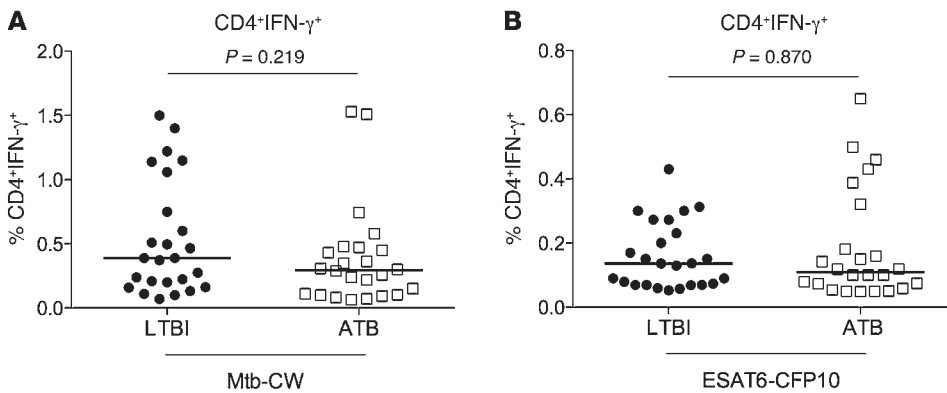 A
CD4⁺IFN-γ⁺
P = 0.219
% CD4⁺IFN-γ⁺
2.0
1.5
1.0
0.5
0.0
LTBI ATB
Mtb-CW
B
CD4⁺IFN-γ⁺
P = 0.870
% CD4⁺IFN-γ⁺
0.8
0.6
0.4
0.2
0.0
LTBI ATB
ESAT6-CFP10